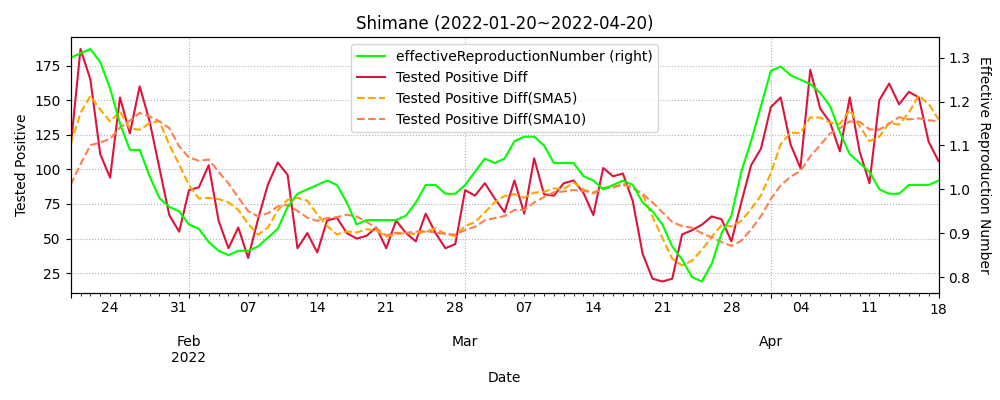 Shimane (2022-01-20~2022-04-20)
effectiveReproductionNumber (right)
Tested Positive Diff
Tested Positive Diff(SMA5)
Tested Positive Diff(SMA10)
Tested Positive
175
150
125
100
75
50
25
1.3
1.2
1.1
1.0
0.9
0.8
Effective Reproduction Number
24 31 07 14 21 28 07 14 21 28 04 11 18
Feb Mar Apr
2022
Date